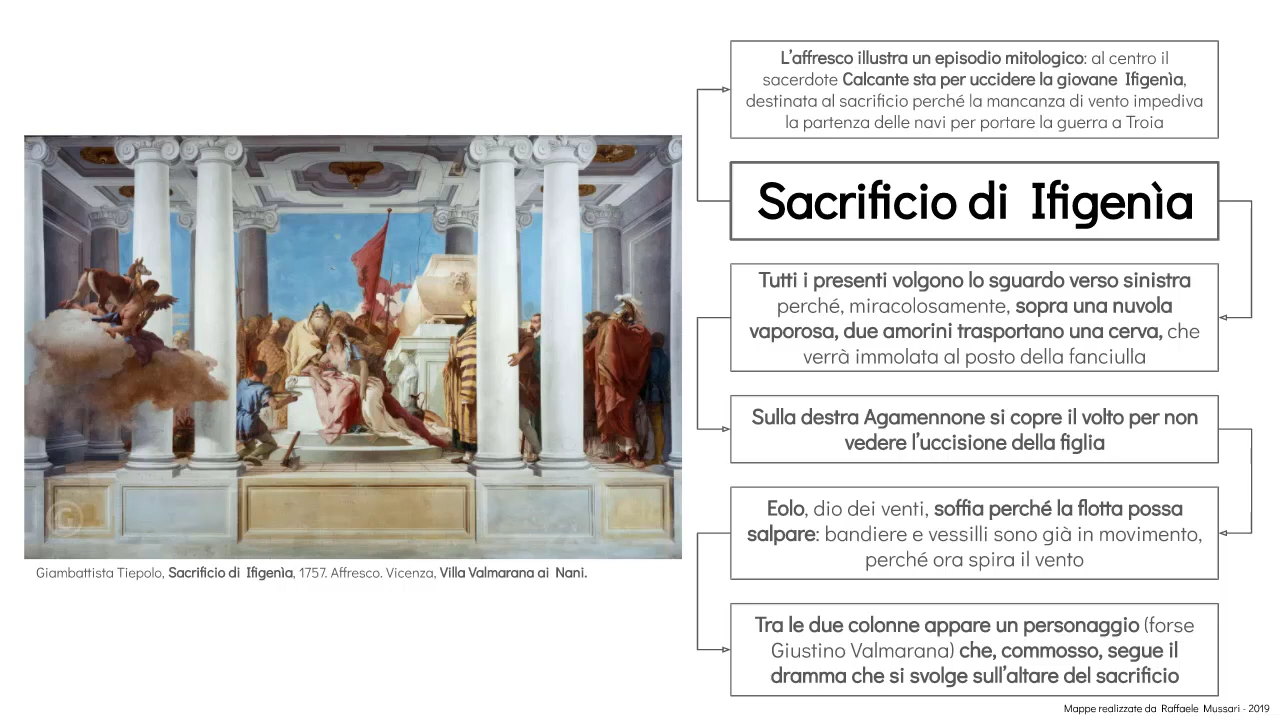 L'affresco illustra un episodio mitologico: al centro il
sacerdote Calcante sta per uccidere la giovane Ifigenìa,
destinata al sacrificio perché la mancanza di vento impediva
la partenza delle navi per portare la guerra a Troia
Sacrificio di Ifigenìa
Tutti i presenti volgono lo sguardo verso sinistra
perché, miracolosamente, sopra una nuvola
vaporosa, due amorini trasportano una cerva, che
verrà immolata al posto della fanciulla
Sulla destra Agamennone si copre il volto per non
vedere l'uccisione della figlia
Eolo, dio dei venti, soffia perché la flotta possa
salpare: bandiere e vessilli sono già in movimento,
perché ora spira il vento
Tra le due colonne appare un personaggio (forse
Giustino Valmarana) che, commosso, segue il
dramma che si svolge sull'altare del sacrificio
Giambattista Tiepolo, Sacrificio di Ifigenìa, 1757. Affresco. Vicenza, Villa Valmarana ai Nani.
Mappe realizzate da Raffaele Mussari - 2019